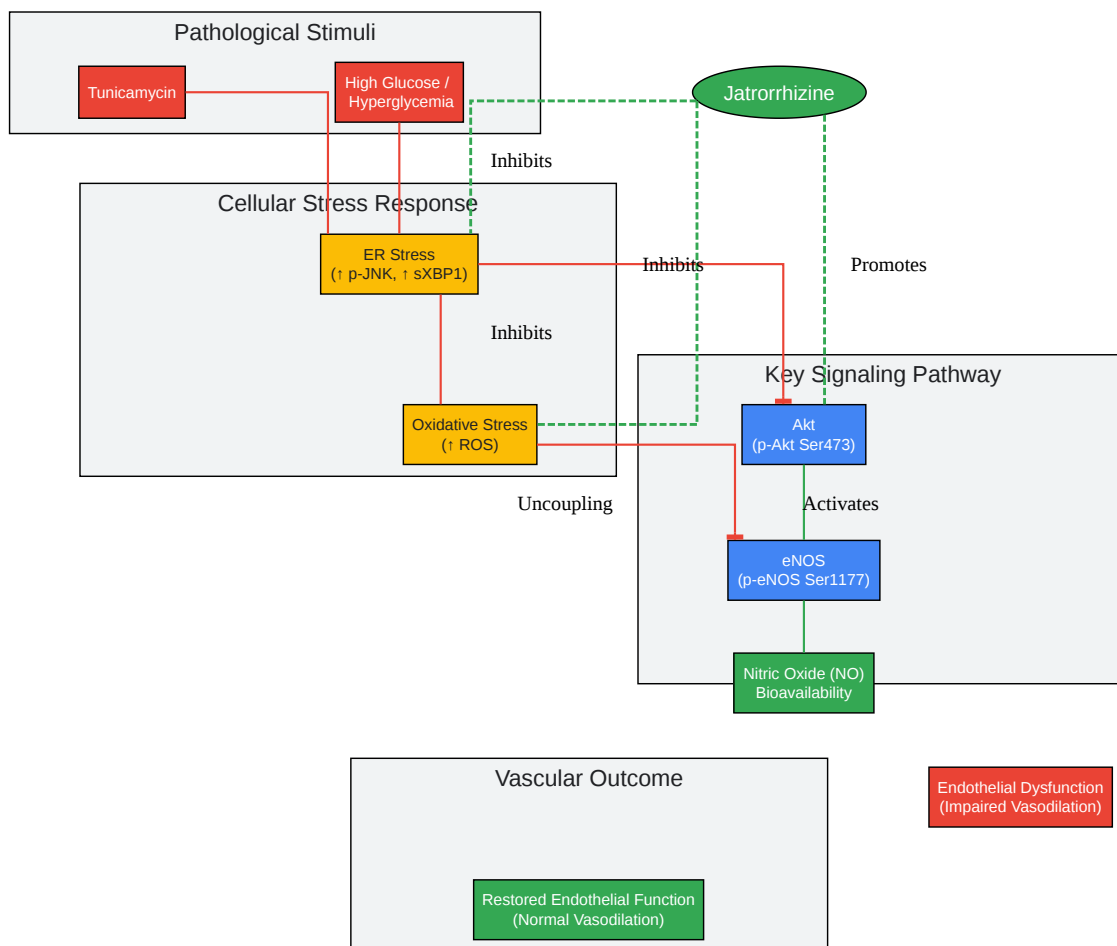 Pathological Stimuli
Tunicamycin
High Glucose /
Hyperglycemia
Jatrorrhizine
Inhibits
Cellular Stress Response
ER Stress
(↑ p-JNK, ↑ sXBP1)
Inhibits
Promotes
Inhibits
Key Signaling Pathway
Oxidative Stress
(↑ ROS)
Akt
(p-Akt Ser473)
Uncoupling
Activates
eNOS
(p-eNOS Ser1177)
Nitric Oxide (NO)
Bioavailability
Vascular Outcome
Endothelial Dysfunction
(Impaired Vasodilation)
Restored Endothelial Function
(Normal Vasodilation)